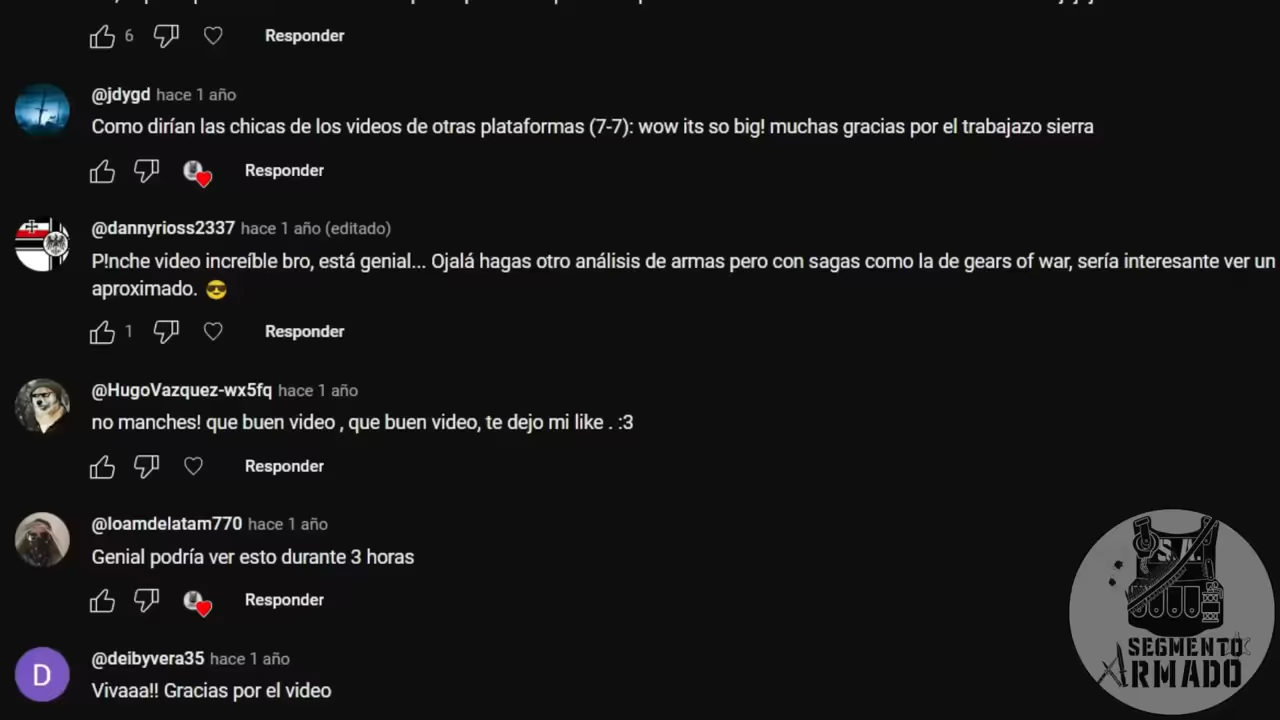 6 Responder
@jdygd hace 1 año
Como dirían las chicas de los videos de otras plataformas (7-7): wow its so big! muchas gracias por el trabajazo sierra
Responder
@dannyrioss2337 hace 1 año (editado)
P!nche video increíble bro, está genial... Ojalá hagas otro análisis de armas pero con sagas como la de gears of war, sería interesante ver un
aproximado. 😎
1 Responder
@HugoVazquez-wx5fq hace 1 año
no manches! que buen video , que buen video, te dejo mi like . :3
Responder
@loamdelatam770 hace 1 año
Genial podría ver esto durante 3 horas
Responder
D
@deibyvera35 hace 1 año
Vivaaa!! Gracias por el video
S.A.
SEGMENTO
ARMADO